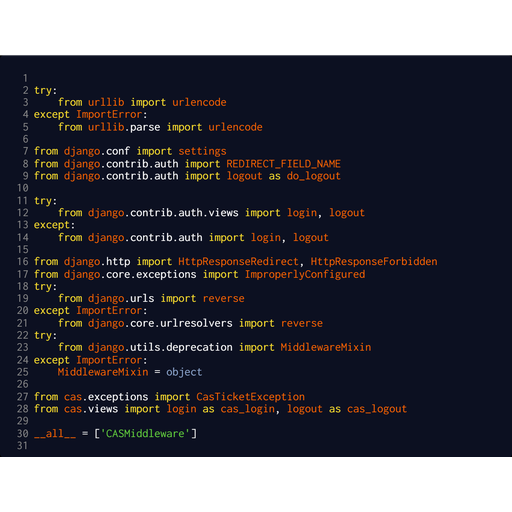 1
2 try:
3     from urllib import urlencode
4 except ImportError:
5     from urllib.parse import urlencode
6
7 from django.conf import settings
8 from django.contrib.auth import REDIRECT_FIELD_NAME
9 from django.contrib.auth import logout as do_logout
10
11 try:
12     from django.contrib.auth.views import login, logout
13 except:
14     from django.contrib.auth import login, logout
15
16 from django.http import HttpResponseRedirect, HttpResponseForbidden
17 from django.core.exceptions import ImproperlyConfigured
18 try:
19     from django.urls import reverse
20 except ImportError:
21     from django.core.urlresolvers import reverse
22 try:
23     from django.utils.deprecation import MiddlewareMixin
24 except ImportError:
25     MiddlewareMixin = object
26
27 from cas.exceptions import CasTicketException
28 from cas.views import login as cas_login, logout as cas_logout
29
30 __all__ = ['CASMiddleware']
31